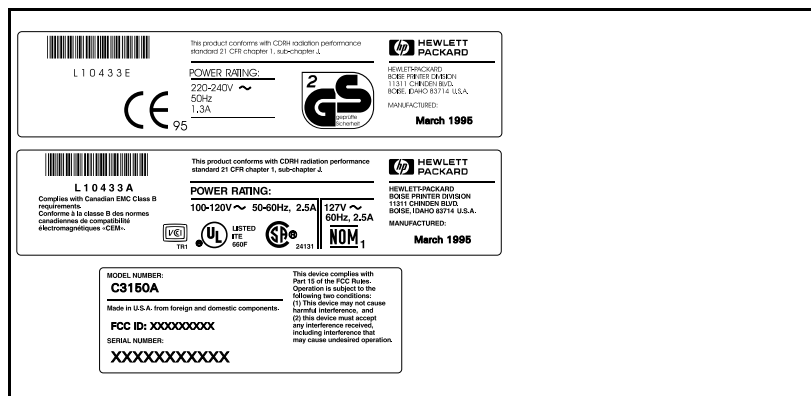 This product conforms with CDRH radiation performance
standard 21 CFR chapter 1, sub-chapter J.
L10433E
CE 95
POWER RATING:
220-240V ~
50Hz
1.3A
2
GS
geprüfte
Sicherheit
hp HEWLETT
PACKARD
HEWLETT-PACKARD
BOISE PRINTER DIVISION
11311 CHINDEN BLVD.
BOISE, IDAHO 83714 U.S.A.
MANUFACTURED:
March 1995
L10433A
Complies with Canadian EMC Class B
requirements.
Conforme à la classe B des normes
canadiennes de compatibilité
électromagnétiques «CEM».
This product conforms with CDRH radiation performance
standard 21 CFR chapter 1, sub-chapter J.
POWER RATING:
100-120V ~ 50-60Hz, 2.5A
127V ~
60Hz, 2.5A
VCI
TR1
UL
LISTED
ITE
660F
SA
24131
NOM 1
hp HEWLETT
PACKARD
HEWLETT-PACKARD
BOISE PRINTER DIVISION
11311 CHINDEN BLVD.
BOISE, IDAHO 83714 U.S.A.
MANUFACTURED:
March 1995
MODEL NUMBER:
C3150A
Made in U.S.A. from foreign and domestic components.
FCC ID: XXXXXXXXX
SERIAL NUMBER:
XXXXXXXXXXX
This device complies with
Part 15 of the FCC Rules.
Operation is subject to the
following two conditions:
(1) This device may not cause
harmful interference, and
(2) this device must accept
any interference received,
including interference that
may cause undesired operation.